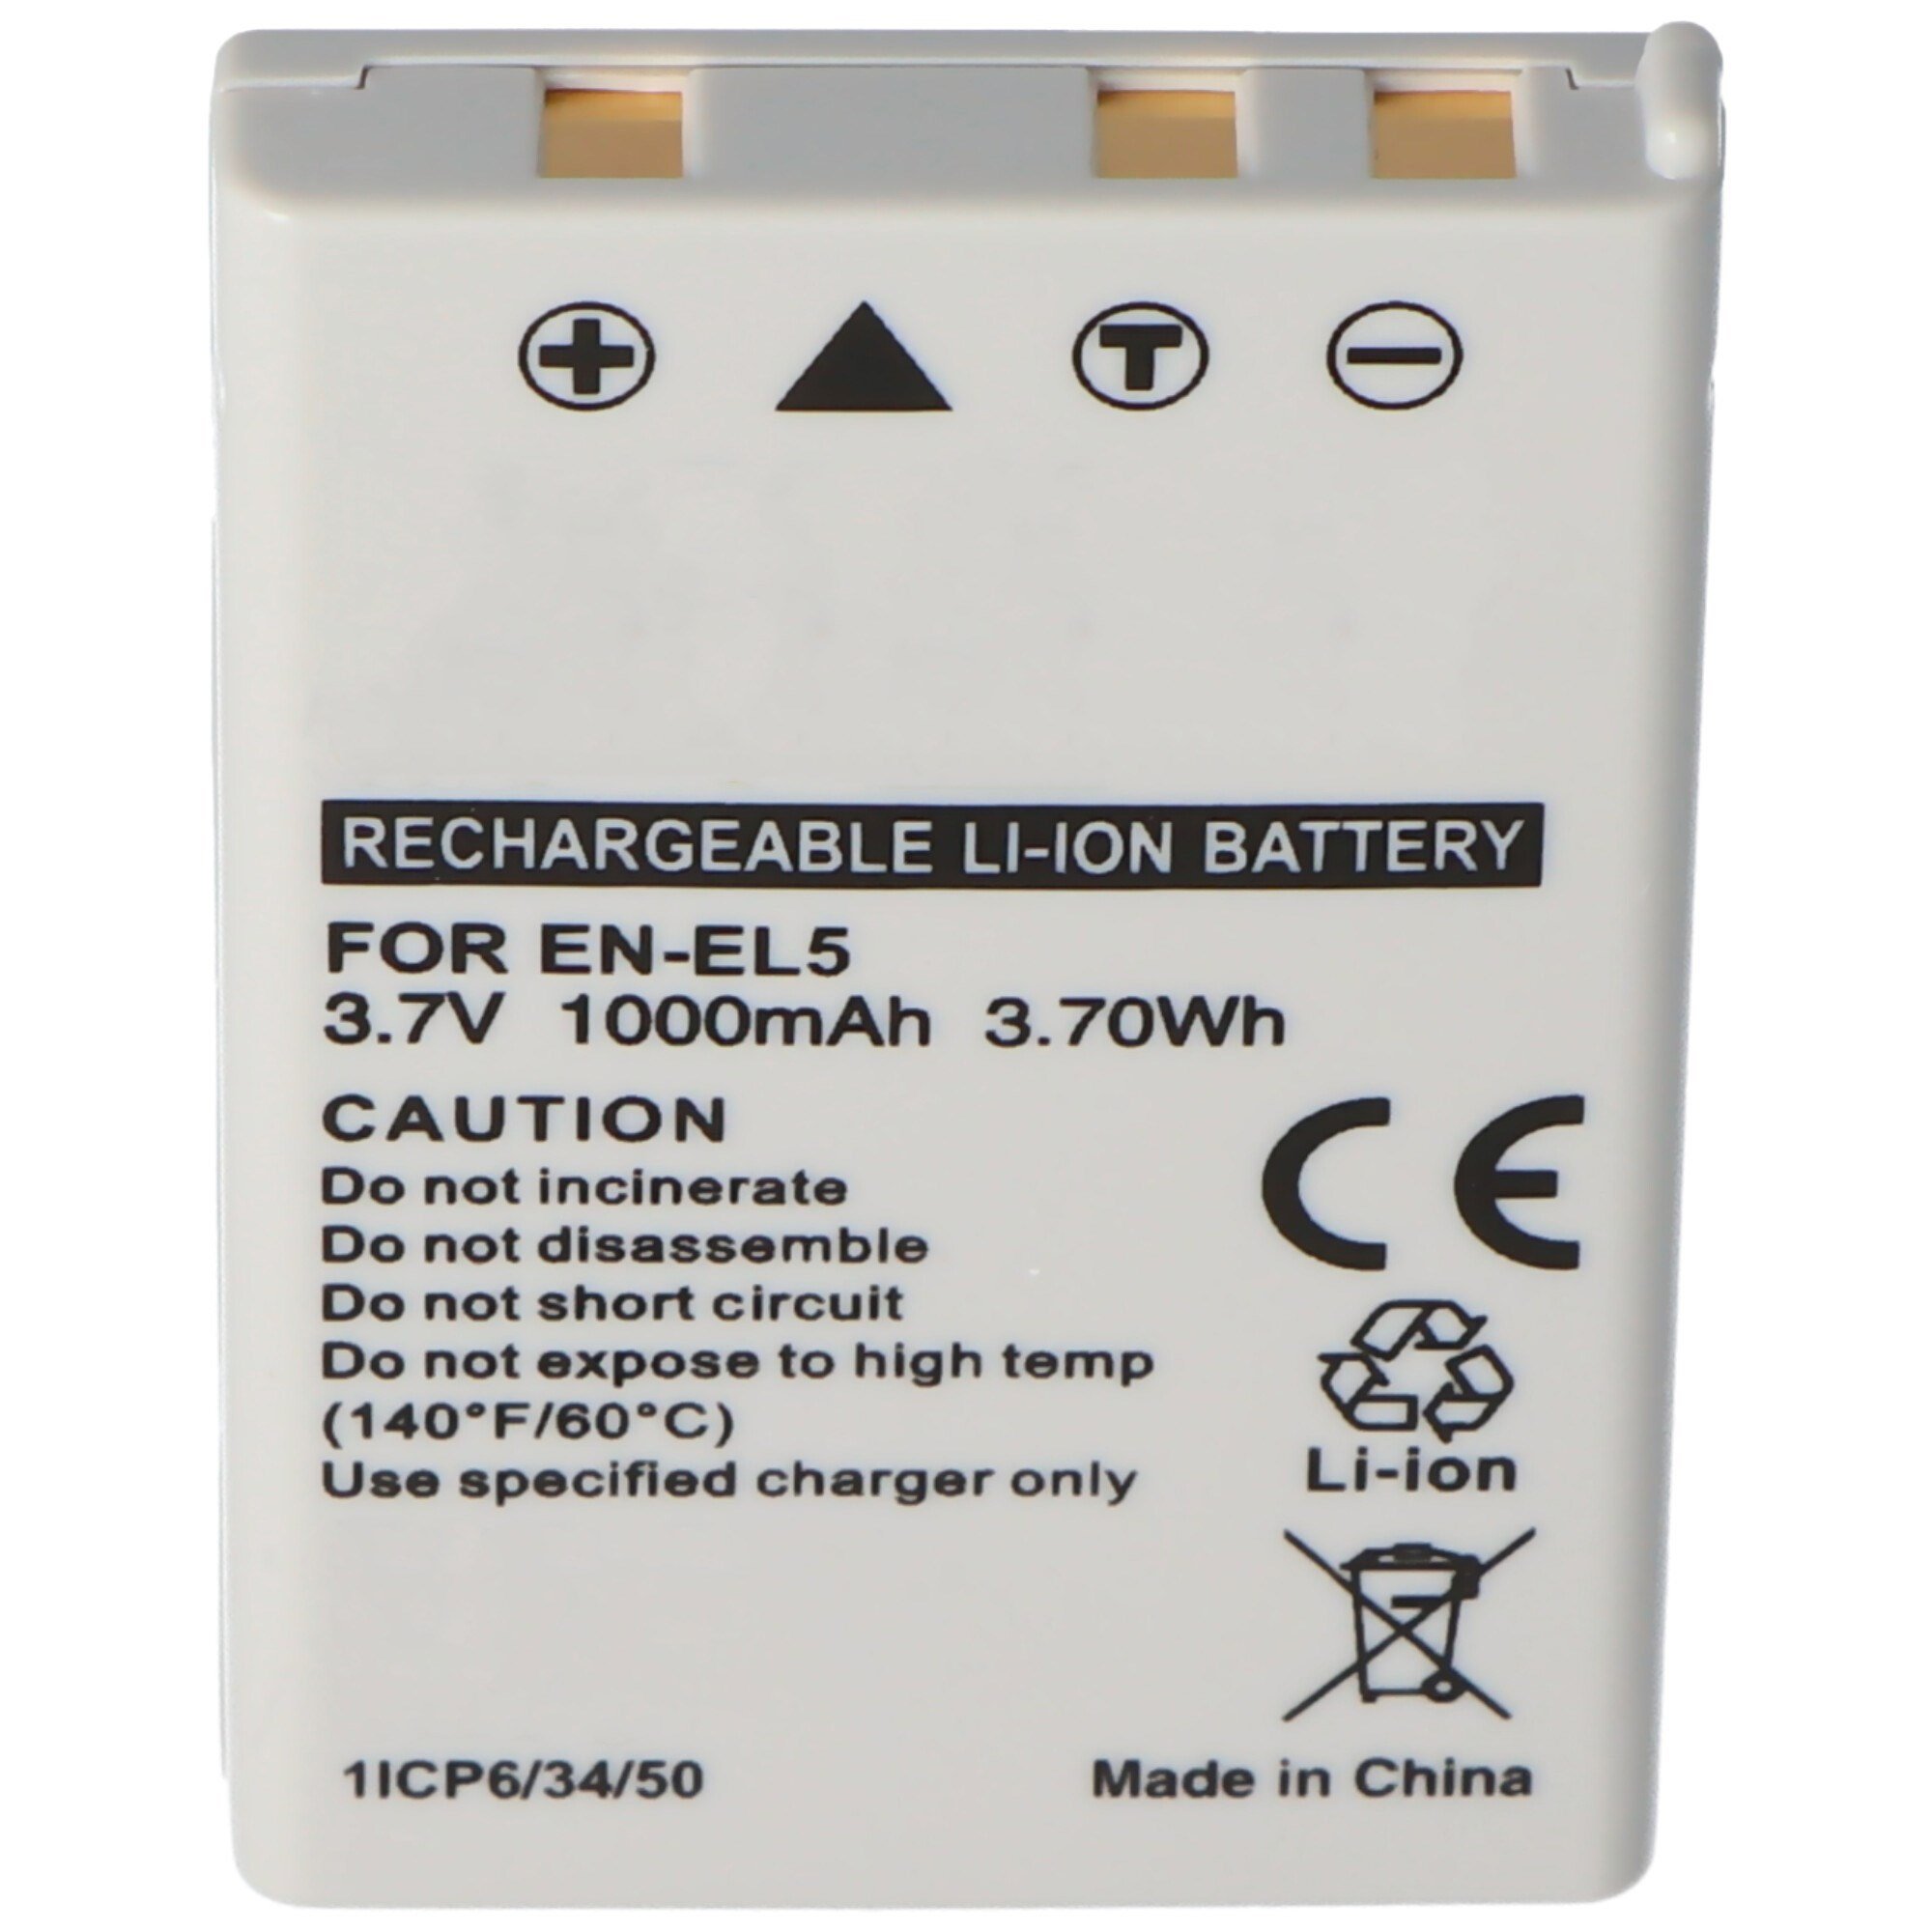 + T −
RECHARGEABLE LI-ION BATTERY
FOR EN-EL5
3.7V 1000mAh 3.70Wh
CAUTION
Do not incinerate
Do not disassemble
Do not short circuit
Do not expose to high temp
(140°F/60°C)
Use specified charger only
CE
Li-ion
1ICP6/34/50
Made in China